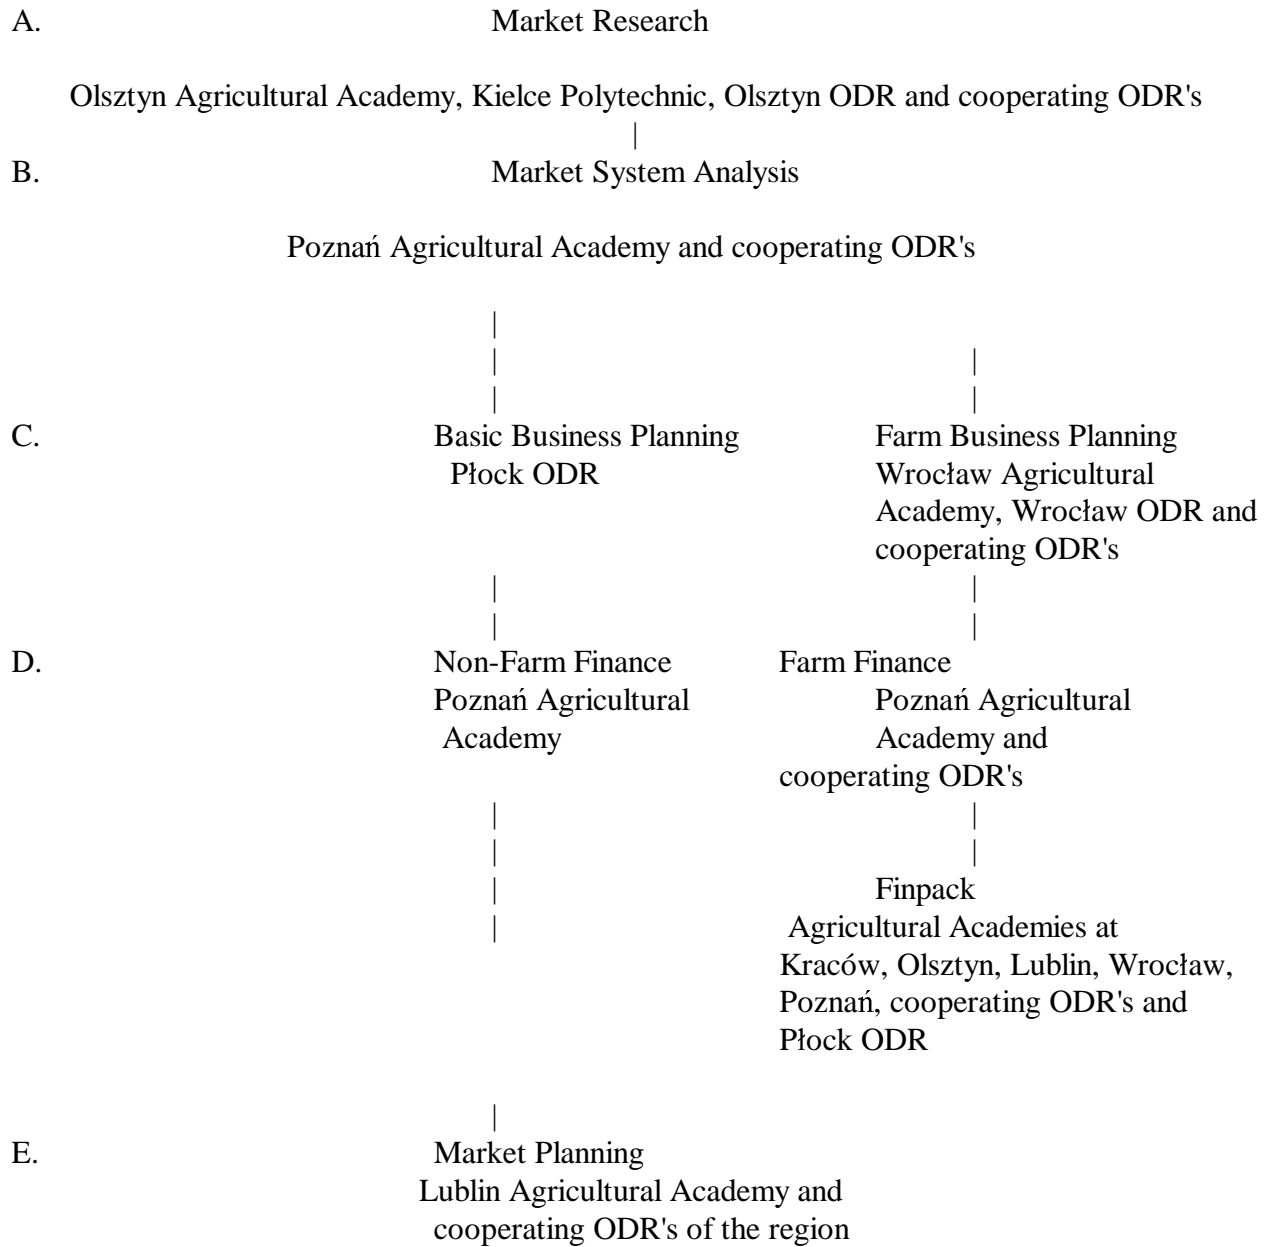 A. Market Research
Olsztyn Agricultural Academy, Kielce Polytechnic, Olsztyn ODR and cooperating ODR's
|
B. Market System Analysis
Poznań Agricultural Academy and cooperating ODR's
|
| |
| |
C. Basic Business Planning Farm Business Planning
Płock ODR Wrocław Agricultural
Academy, Wrocław ODR and
cooperating ODR's
| |
| |
D. Non-Farm Finance Farm Finance
Poznań Agricultural Poznań Agricultural
Academy Academy and
cooperating ODR's
| |
| |
| Finpack
| Agricultural Academies at
Kraców, Olsztyn, Lublin, Wrocław,
Poznań, cooperating ODR's and
Płock ODR
|
E. Market Planning
Lublin Agricultural Academy and
cooperating ODR's of the region